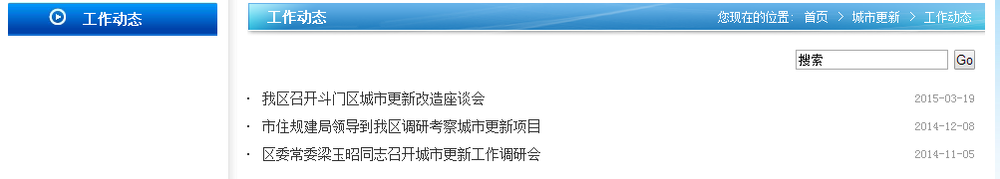 工作动态
工作动态 您现在的位置： 首页 > 城市更新 > 工作动态
搜索 Go
· 我区召开斗门区城市更新改造座谈会 2015-03-19
· 市住规建局领导到我区调研考察城市更新项目 2014-12-08
· 区委常委梁玉昭同志召开城市更新工作调研会 2014-11-05